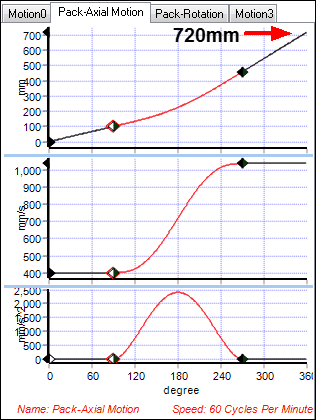 Motion0 Pack-Axial Motion Pack-Rotation Motion3
720mm
700
600
500
400
300
200
100
0
mm
1,000
900
800
700
600
500
400
mm/s
2,500
2,000
1,500
1,000
500
0
mm/s^2
0 60 120 180 240 300 360
degree
Name: Pack-Axial Motion Speed: 60 Cycles Per Minute